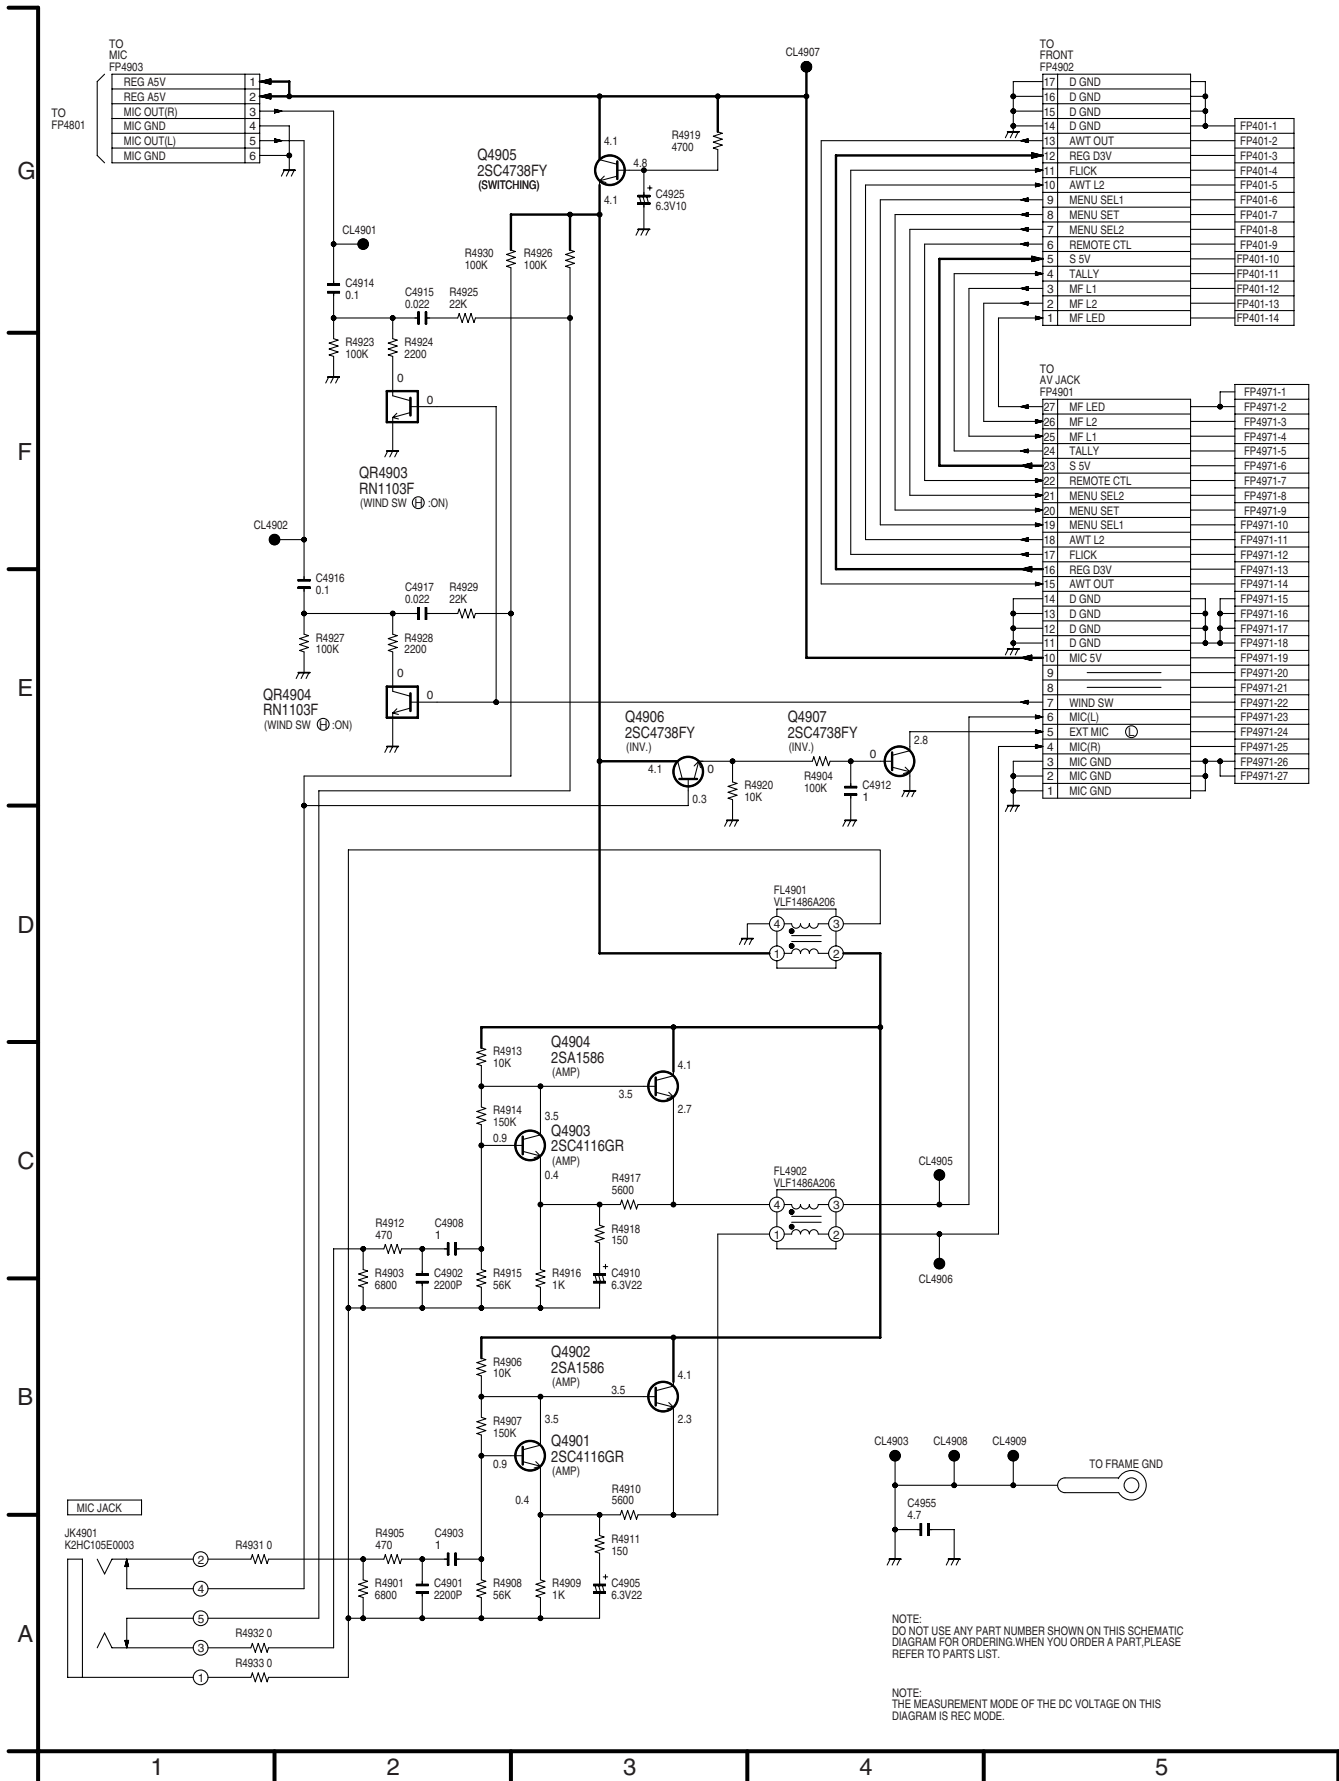 TO
MIC
FP4903
TO
FP4801
REG A5V 1
REG A5V 2
MIC OUT(R) 3
MIC GND 4
MIC OUT(L) 5
MIC GND 6
CL4907
TO
FRONT
FP4902
17 D GND
16 D GND
15 D GND
14 D GND FP401-1
13 AWT OUT FP401-2
12 REG D3V FP401-3
11 FLICK FP401-4
10 AWT L2 FP401-5
9 MENU SEL1 FP401-6
8 MENU SET FP401-7
7 MENU SEL2 FP401-8
6 REMOTE CTL FP401-9
5 S 5V FP401-10
4 TALLY FP401-11
3 MF L1 FP401-12
2 MF L2 FP401-13
1 MF LED FP401-14
G
Q4905
2SC4738FY
(SWITCHING)
4.1
4.8
4.1
R4919
4700
C4925
6.3V10
+
CL4901
R4930
100K
R4926
100K
C4914
0.1
C4915
0.022
R4925
22K
R4923
100K
R4924
2200
0
0
QR4903
RN1103F
(WIND SW Ⓗ :ON)
F
TO
AV JACK
FP4901
FP4971-1
27 MF LED FP4971-2
26 MF L2 FP4971-3
25 MF L1 FP4971-4
24 TALLY FP4971-5
23 S 5V FP4971-6
22 REMOTE CTL FP4971-7
21 MENU SEL2 FP4971-8
20 MENU SET FP4971-9
19 MENU SEL1 FP4971-10
18 AWT L2 FP4971-11
17 FLICK FP4971-12
16 REG D3V FP4971-13
15 AWT OUT FP4971-14
14 D GND FP4971-15
13 D GND FP4971-16
12 D GND FP4971-17
11 D GND FP4971-18
10 MIC 5V FP4971-19
9 FP4971-20
8 FP4971-21
7 WIND SW FP4971-22
6 MIC(L) FP4971-23
5 EXT MIC Ⓛ FP4971-24
4 MIC(R) FP4971-25
3 MIC GND FP4971-26
2 MIC GND FP4971-27
1 MIC GND
CL4902
C4916
0.1
C4917
0.022
R4929
22K
R4927
100K
R4928
2200
0
0
E
QR4904
RN1103F
(WIND SW Ⓗ :ON)
Q4906
2SC4738FY
(INV.)
4.1
0
0.3
Q4907
2SC4738FY
(INV.)
0
2.8
R4920
10K
R4904
100K
C4912
1
D
FL4901
VLF1486A206
4
3
1
2
R4913
10K
Q4904
2SA1586
(AMP)
4.1
3.5
2.7
R4914
150K
3.5
0.9
Q4903
2SC4116GR
(AMP)
0.4
C
R4917
5600
R4918
150
FL4902
VLF1486A206
4
3
1
2
CL4905
CL4906
R4912
470
C4908
1
R4903
6800
C4902
2200P
R4915
56K
R4916
1K
+
C4910
6.3V22
R4906
10K
Q4902
2SA1586
(AMP)
4.1
3.5
2.3
B
R4907
150K
3.5
0.9
Q4901
2SC4116GR
(AMP)
0.4
R4910
5600
R4911
150
CL4903
CL4908
CL4909
TO FRAME GND
C4955
4.7
MIC JACK
JK4901
K2HC105E0003
2
R4931 0
R4905
470
C4903
1
4
R4901
6800
C4901
2200P
R4908
56K
R4909
1K
+
C4905
6.3V22
5
A
3
R4932 0
1
R4933 0
NOTE:
DO NOT USE ANY PART NUMBER SHOWN ON THIS SCHEMATIC
DIAGRAM FOR ORDERING.WHEN YOU ORDER A PART,PLEASE
REFER TO PARTS LIST.
NOTE:
THE MEASUREMENT MODE OF THE DC VOLTAGE ON THIS
DIAGRAM IS REC MODE.
1
2
3
4
5